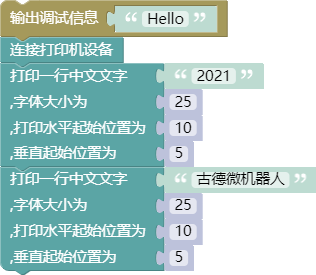 输出调试信息 “ Hello ”
连接打印机设备
打印一行中文文字 “ 2021 ”
,字体大小为 25
,打印水平起始位置为 10
,垂直起始位置为 5
打印一行中文文字 “ 古德微机器人 ”
,字体大小为 25
,打印水平起始位置为 10
,垂直起始位置为 5